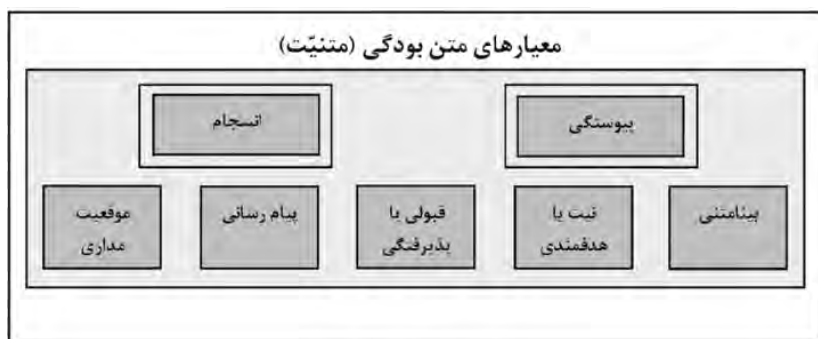 معیارهای متن بودگی (متنیّت)
پیوستگی
انسجام
بینامتنی
نیت یا
هدفمندی
قبولی یا
پذیرفتگی
پیام رسانی
موقعیت
مداری